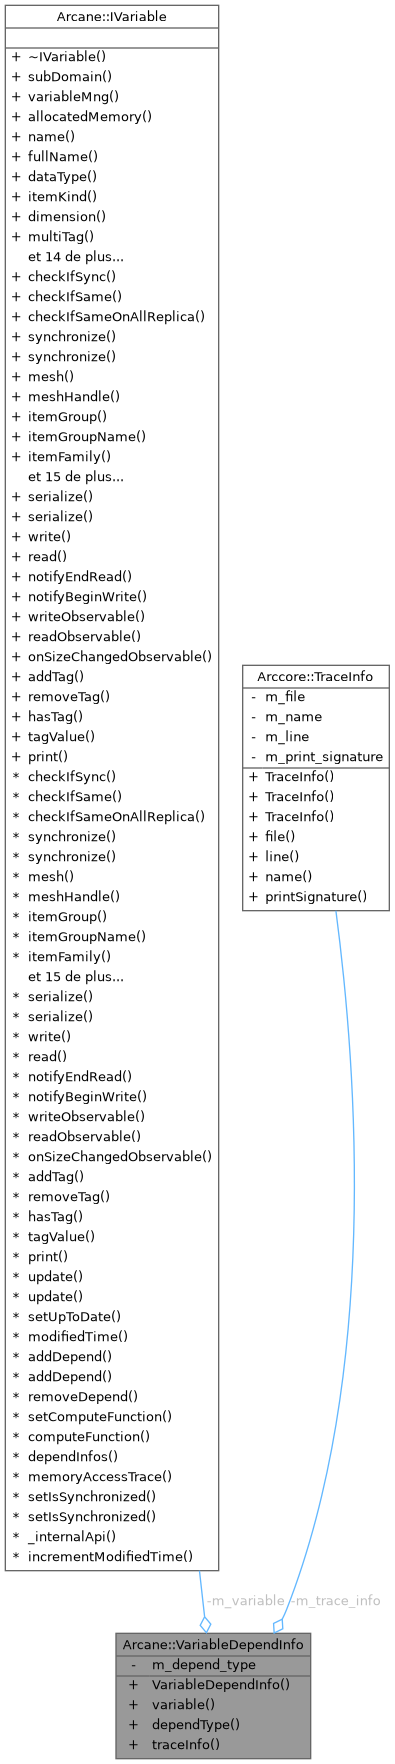 Arcane::IVariable
+ ~IVariable()
+ subDomain()
+ variableMng()
+ allocatedMemory()
+ name()
+ fullName()
+ dataType()
+ itemKind()
+ dimension()
+ multiTag()
et 14 de plus...
+ checkIfSync()
+ checkIfSame()
+ checkIfSameOnAllReplica()
+ synchronize()
+ synchronize()
+ mesh()
+ meshHandle()
+ itemGroup()
+ itemGroupName()
+ itemFamily()
et 15 de plus...
+ serialize()
+ serialize()
+ write()
+ read()
+ notifyEndRead()
+ notifyBeginWrite()
+ writeObservable()
+ readObservable()
+ onSizeChangedObservable()
+ addTag()
+ removeTag()
+ hasTag()
+ tagValue()
+ print()
* checkIfSync()
* checkIfSame()
* checkIfSameOnAllReplica()
* synchronize()
* synchronize()
* mesh()
* meshHandle()
* itemGroup()
* itemGroupName()
* itemFamily()
et 15 de plus...
* serialize()
* serialize()
* write()
* read()
* notifyEndRead()
* notifyBeginWrite()
* writeObservable()
* readObservable()
* onSizeChangedObservable()
* addTag()
* removeTag()
* hasTag()
* tagValue()
* print()
* update()
* update()
* setUpToDate()
* modifiedTime()
* addDepend()
* addDepend()
* removeDepend()
* setComputeFunction()
* computeFunction()
* dependInfos()
* memoryAccessTrace()
* setIsSynchronized()
* setIsSynchronized()
* _internalApi()
* incrementModifiedTime()
Arccore::TraceInfo
- m_file
- m_name
- m_line
- m_print_signature
+ TraceInfo()
+ TraceInfo()
+ TraceInfo()
+ file()
+ line()
+ name()
+ printSignature()
-m_variable
-m_trace_info
Arcane::VariableDependInfo
- m_depend_type
+ VariableDependInfo()
+ variable()
+ dependType()
+ traceInfo()